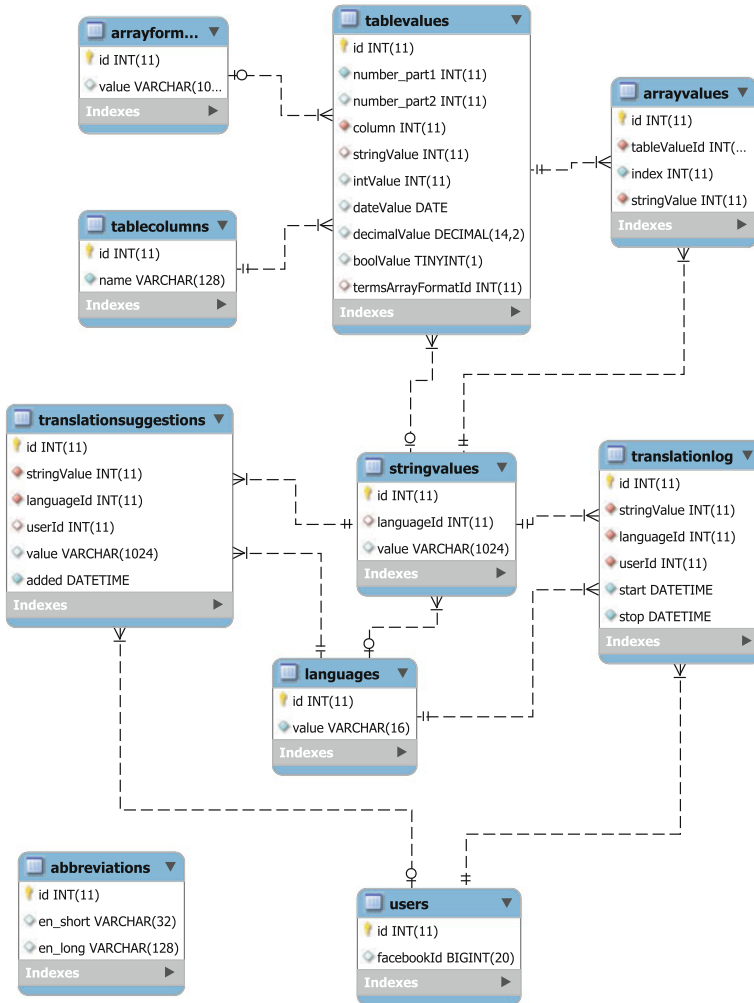 arrayform...
id INT(11)
value VARCHAR(10...
Indexes
tablevalues
id INT(11)
number_part1 INT(11)
number_part2 INT(11)
column INT(11)
stringValue INT(11)
intValue INT(11)
dateValue DATE
decimalValue DECIMAL(14,2)
boolValue TINYINT(1)
termsArrayFormatId INT(11)
Indexes
arrayvalues
id INT(11)
tableValueId INT(...
index INT(11)
stringValue INT(11)
Indexes
tablecolumns
id INT(11)
name VARCHAR(128)
Indexes
translationsuggestions
id INT(11)
stringValue INT(11)
languageId INT(11)
userId INT(11)
value VARCHAR(1024)
added DATETIME
Indexes
stringvalues
id INT(11)
languageId INT(11)
value VARCHAR(1024)
Indexes
translationlog
id INT(11)
stringValue INT(11)
languageId INT(11)
userId INT(11)
start DATETIME
stop DATETIME
Indexes
languages
id INT(11)
value VARCHAR(16)
Indexes
abbreviations
id INT(11)
en_short VARCHAR(32)
en_long VARCHAR(128)
Indexes
users
id INT(11)
facebookId BIGINT(20)
Indexes